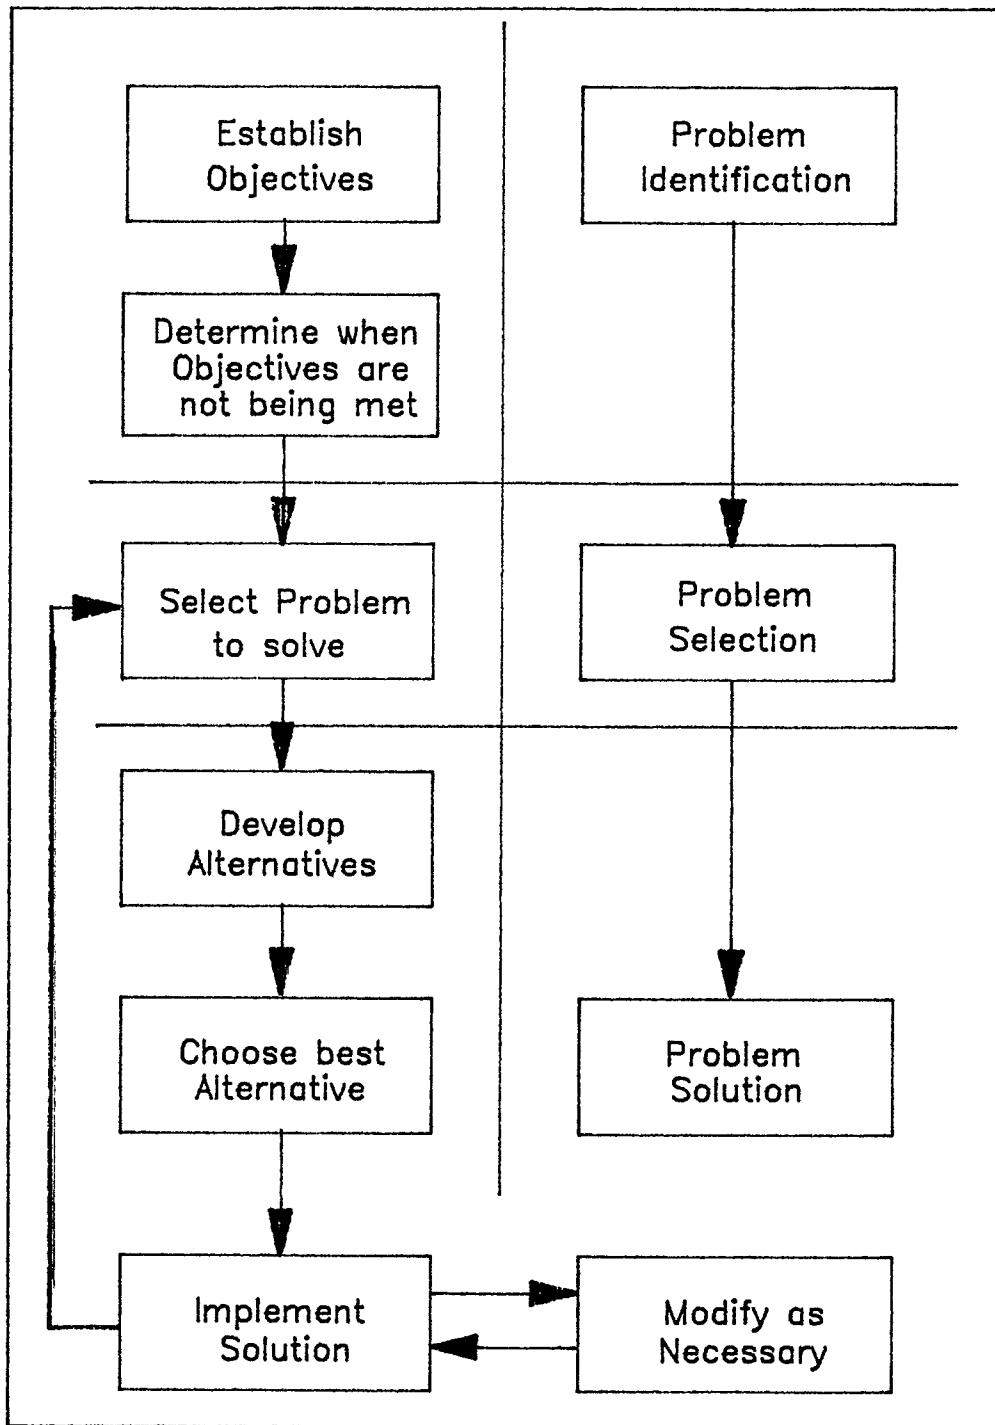 Establish
Objectives
Problem
Identification
Determine when
Objectives are
not being met
Select Problem
to solve
Problem
Selection
Develop
Alternatives
Choose best
Alternative
Problem
Solution
Implement
Solution
Modify as
Necessary